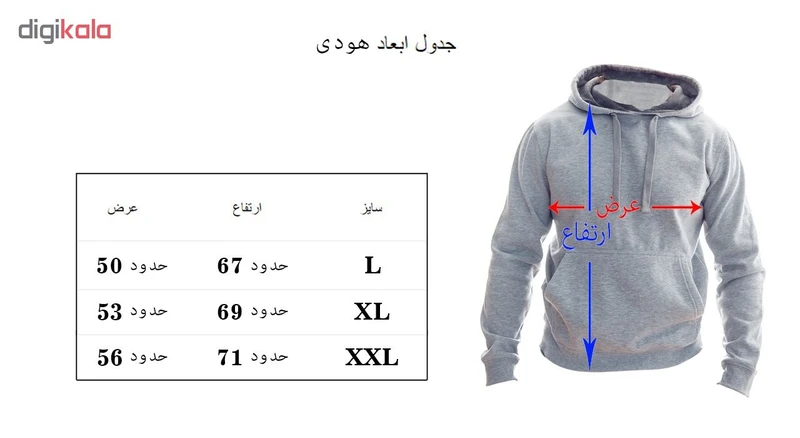 digikala
جدول ابعاد هودی
سایز ارتفاع عرض
L حدود 67 حدود 50
XL حدود 69 حدود 53
XXL حدود 71 حدود 56
عرض
ارتفاع